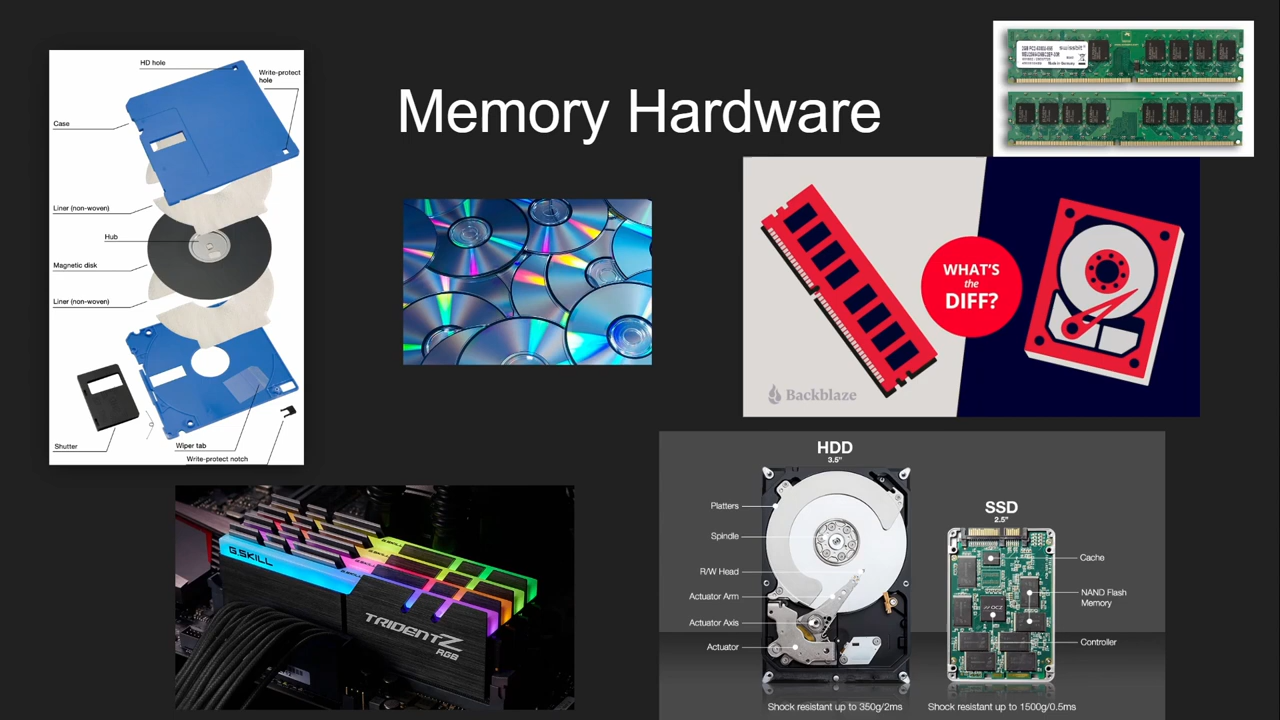 Memory Hardware
HD hole
Write-protect
hole
Case
Liner (non-woven)
Hub
Magnetic disk
Liner (non-woven)
Shutter
Wiper tab
Write-protect notch
swissbit
WHAT'S
the
DIFF?
Backblaze
G.SKILL
TRIDENT Z
RGB
HDD
3.5"
Platters
Spindle
R/W Head
Actuator Arm
Actuator Axis
Actuator
Shock resistant up to 350g/2ms
SSD
2.5"
Cache
NAND Flash
Memory
Controller
OCZ
Shock resistant up to 1500g/0.5ms